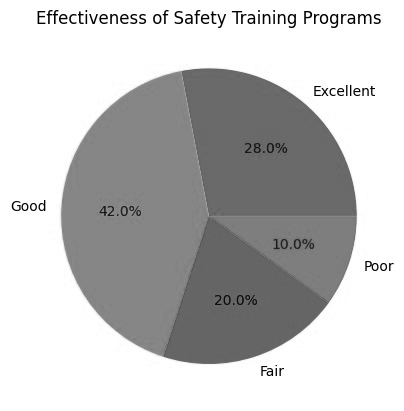 Effectiveness of Safety Training Programs
Excellent
28.0%
Good
42.0%
10.0%
Poor
20.0%
Fair